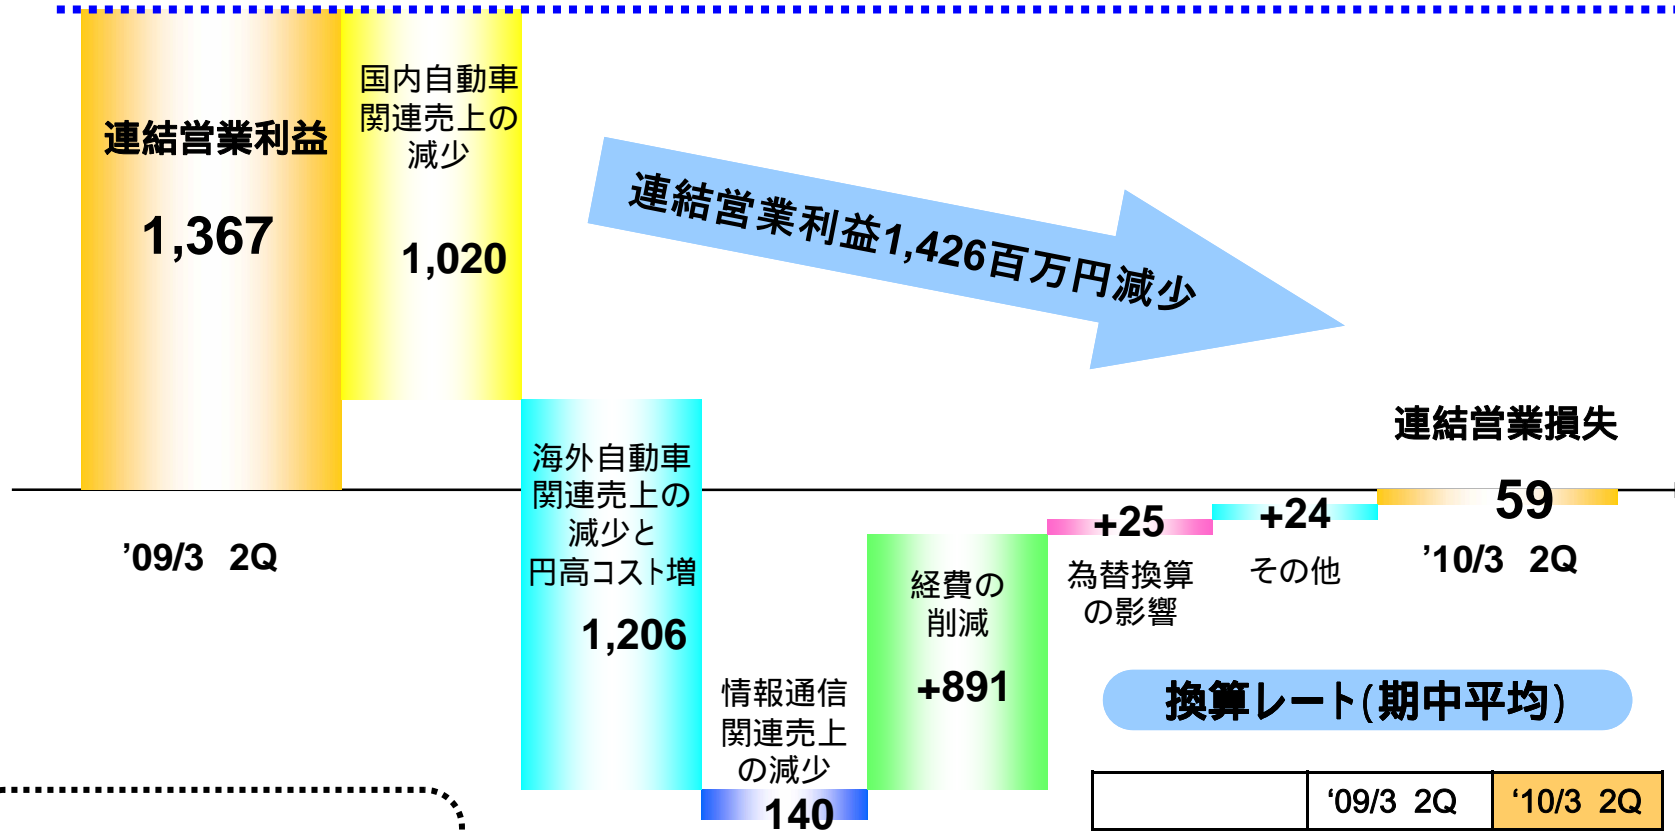 連結営業利益
1,367
’09/3 2Q
国内自動車
関連売上の
減少
1,020
連結営業利益1,426百万円減少
海外自動車
関連売上の
減少と
円高コスト増
1,206
情報通信
関連売上
の減少
140
経費の
削減
+891
+25
為替換算
の影響
+24
その他
連結営業損失
59
’10/3 2Q
換算レート(期中平均)
‘09/3 2Q ‘10/3 2Q